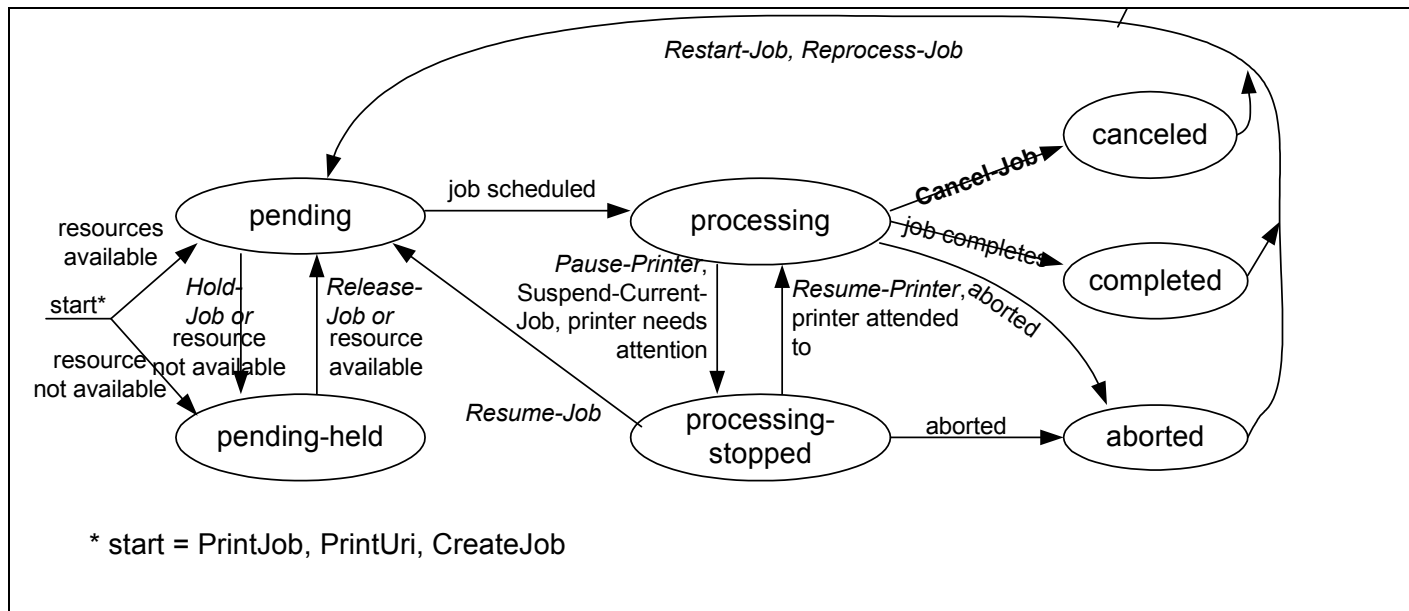 Restart-Job, Reprocess-Job
canceled
Cancel-Job
job scheduled
pending
processing
resources
available
job completes
completed
Pause-Printer,
Suspend-Current-
Job, printer needs
attention
Resume-Printer,
printer attended
to
aborted
start*
Hold-
Job or
resource
not available
Release-
Job or
resource
available
resource
not available
Resume-Job
pending-held
processing-
stopped
aborted
aborted
* start = PrintJob, PrintUri, CreateJob